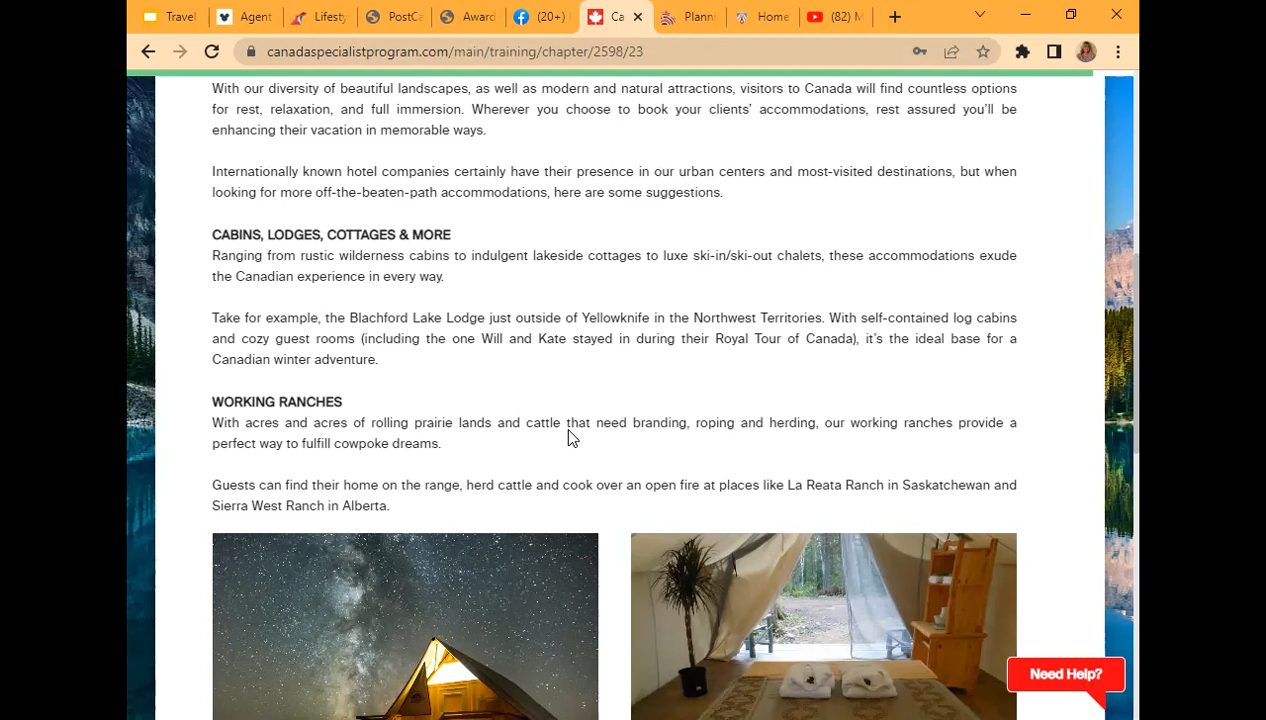 Travel
Agent
Lifesty
PostCa
Award
(20+)
Ca
Planni
Home
(82) M
canadaspecialistprogram.com/main/training/chapter/2598/23
With our diversity of beautiful landscapes, as well as modern and natural attractions, visitors to Canada will find countless options
for rest, relaxation, and full immersion. Wherever you choose to book your clients’ accommodations, rest assured you’ll be
enhancing their vacation in memorable ways.
Internationally known hotel companies certainly have their presence in our urban centers and most-visited destinations, but when
looking for more off-the-beaten-path accommodations, here are some suggestions.
CABINS, LODGES, COTTAGES & MORE
Ranging from rustic wilderness cabins to indulgent lakeside cottages to luxe ski-in/ski-out chalets, these accommodations exude
the Canadian experience in every way.
Take for example, the Blachford Lake Lodge just outside of Yellowknife in the Northwest Territories. With self-contained log cabins
and cozy guest rooms (including the one Will and Kate stayed in during their Royal Tour of Canada), it’s the ideal base for a
Canadian winter adventure.
WORKING RANCHES
With acres and acres of rolling prairie lands and cattle that need branding, roping and herding, our working ranches provide a
perfect way to fulfill cowpoke dreams.
Guests can find their home on the range, herd cattle and cook over an open fire at places like La Reata Ranch in Saskatchewan and
Sierra West Ranch in Alberta.
Need Help?